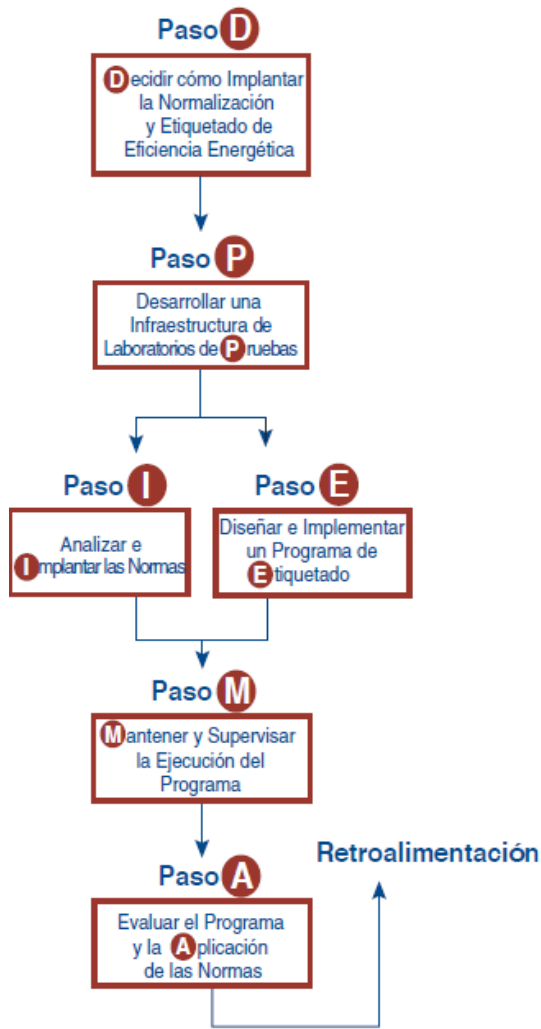 Paso D
Decidir cómo Implantar
la Normalización
y Etiquetado de
Eficiencia Energética
Paso P
Desarrollar una
Infraestructura de
Laboratorios de Pruebas
Paso I
Analizar e
Implantar las Normas
Paso E
Diseñar e Implementar
un Programa de
Etiquetado
Paso M
Mantener y Supervisar
la Ejecución del
Programa
Paso A
Evaluar el Programa
y la Aplicación
de las Normas
Retroalimentación